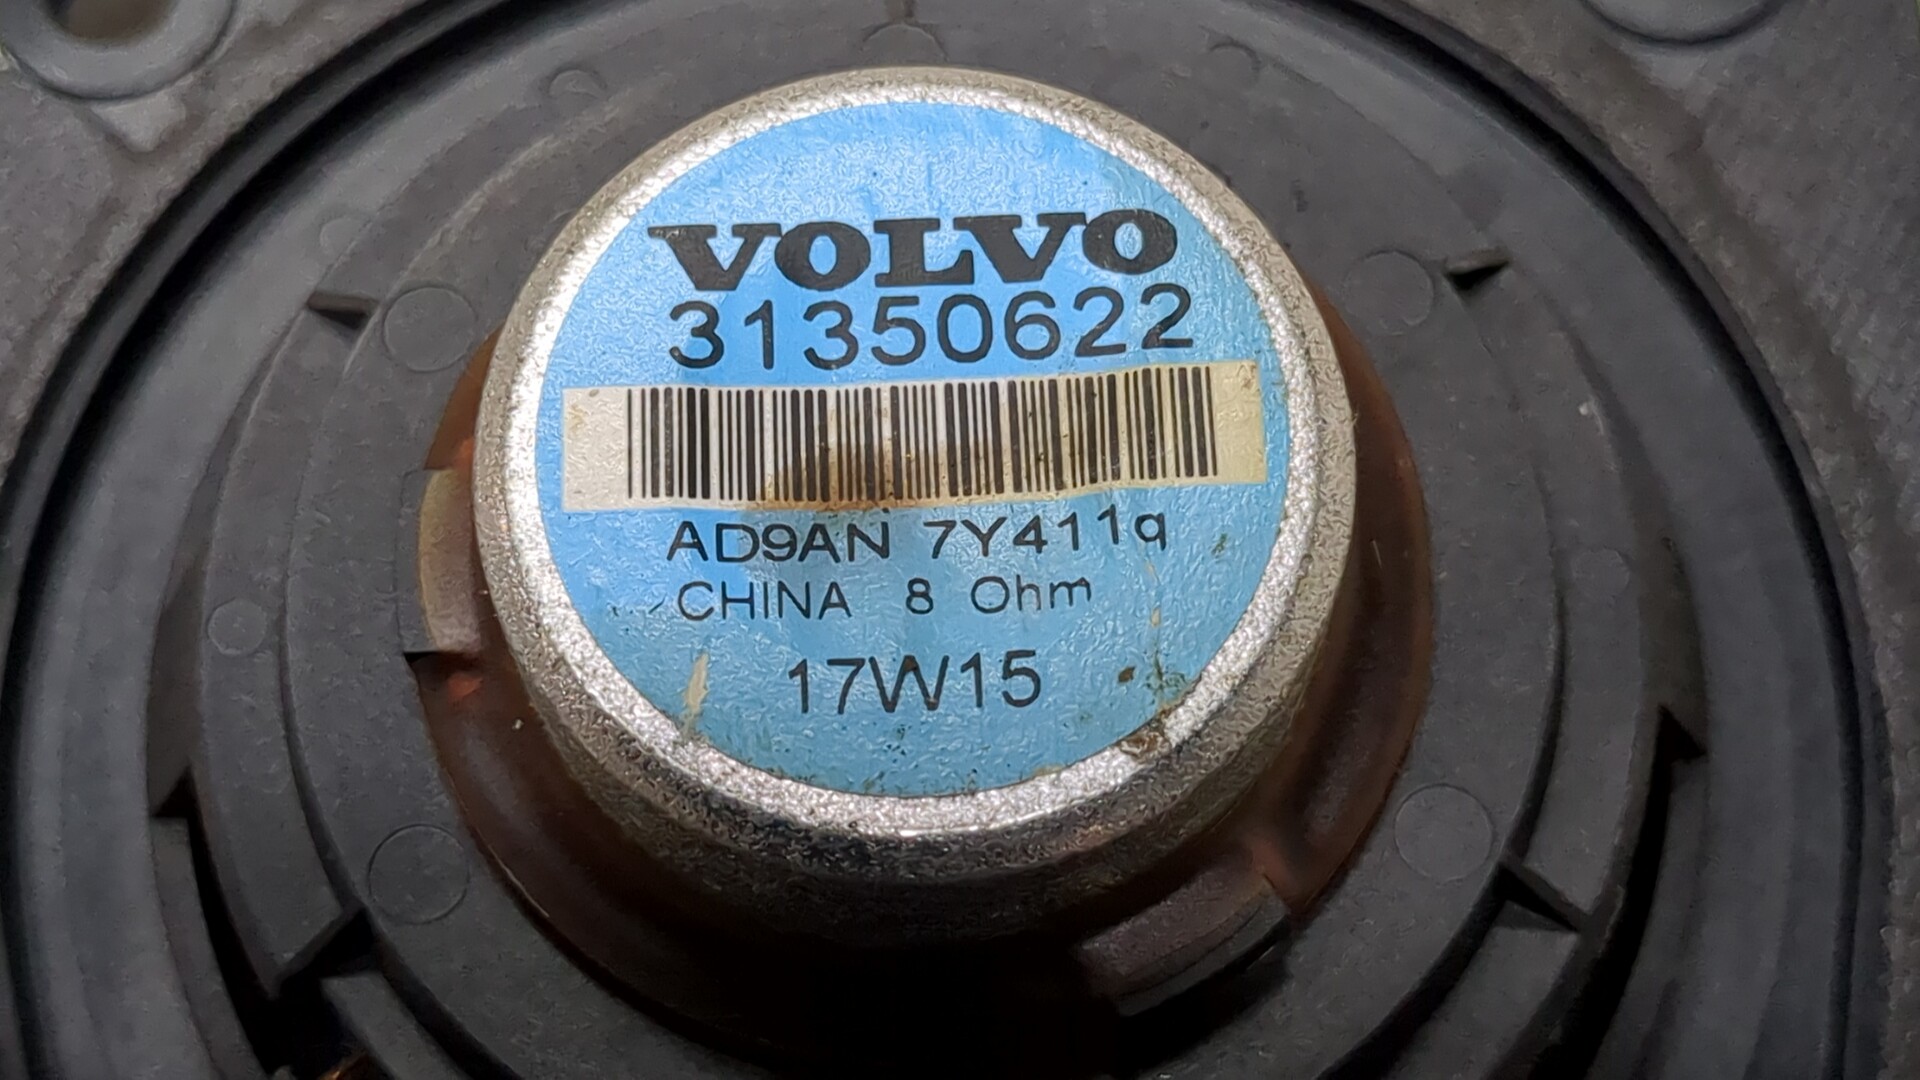 VOLVO
31350622
AD9AN 7Y411q
CHINA 8 Ohm
17W15